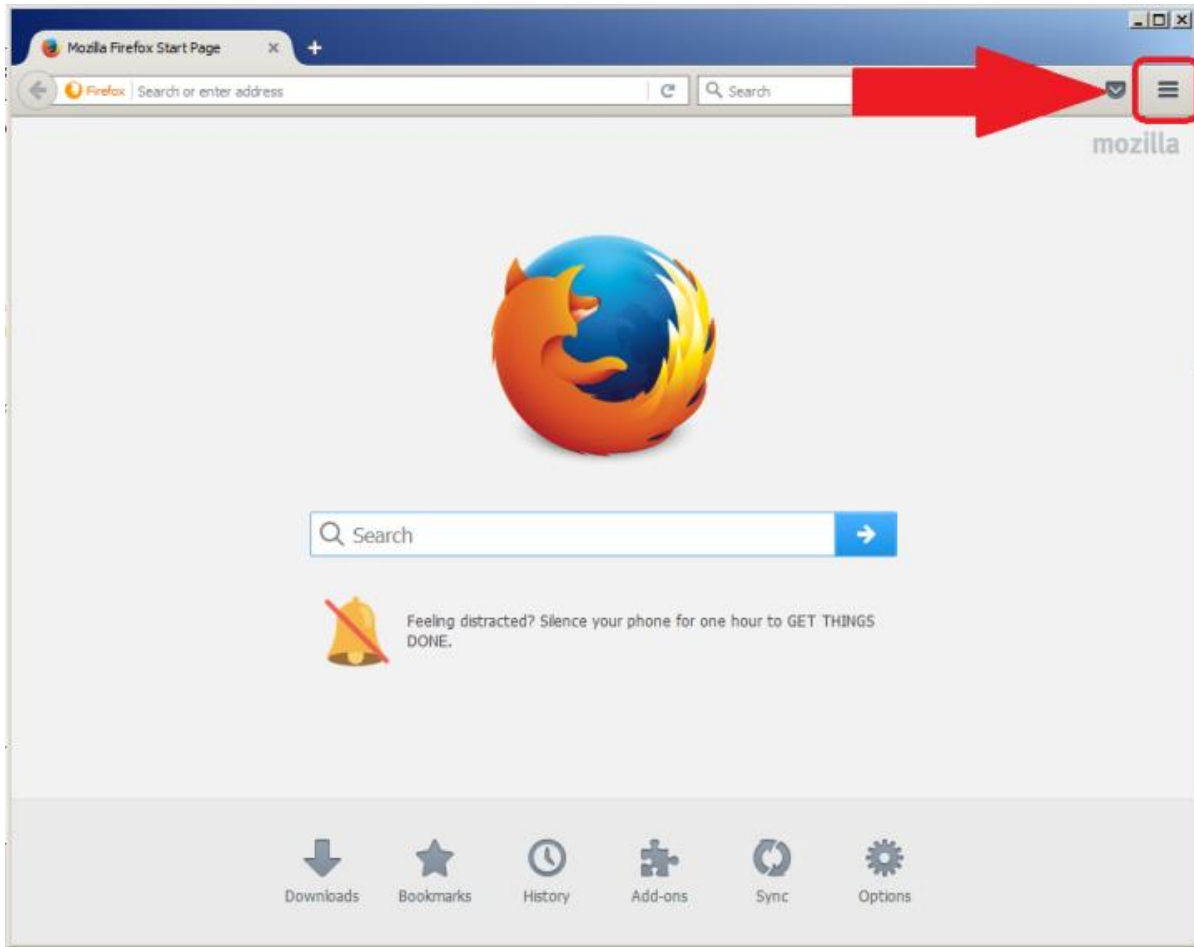 Mozilla Firefox Start Page
Firefox Search or enter address
Search
mozilla
Search
Feeling distracted? Silence your phone for one hour to GET THINGS
DONE.
Downloads Bookmarks History Add-ons Sync Options